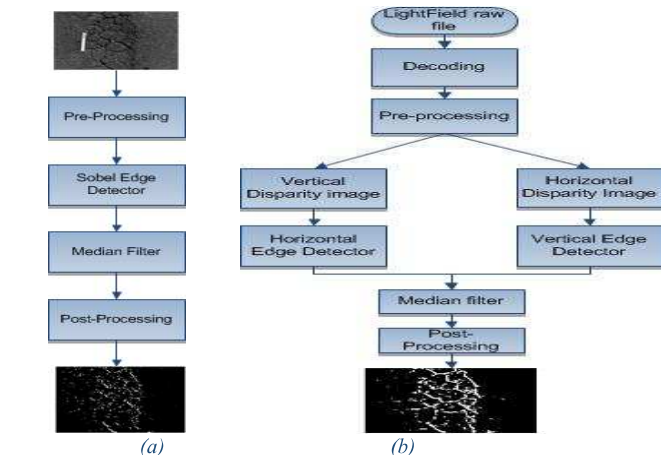 Pre-Processing
Sobel Edge
Detector
Median Filter
Post-Processing
(a)
LightField raw
file
Decoding
Pre-processing
Vertical
Disparity image
Horizontal
Edge Detector
Horizontal
Disparity Image
Vertical Edge
Detector
Median filter
Post-
Processing
(b)